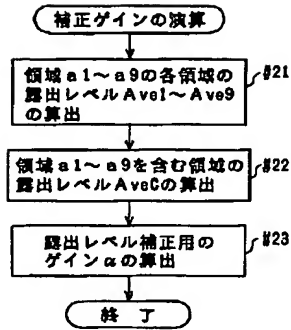 補正ゲインの演算
領域a1～a9の各領域の
露出レベルAve1～Ave9
の算出
#21
領域a1～a9を含む領域の
露出レベルAveCの算出
#22
露出レベル補正用の
ゲインαの算出
#23
終了